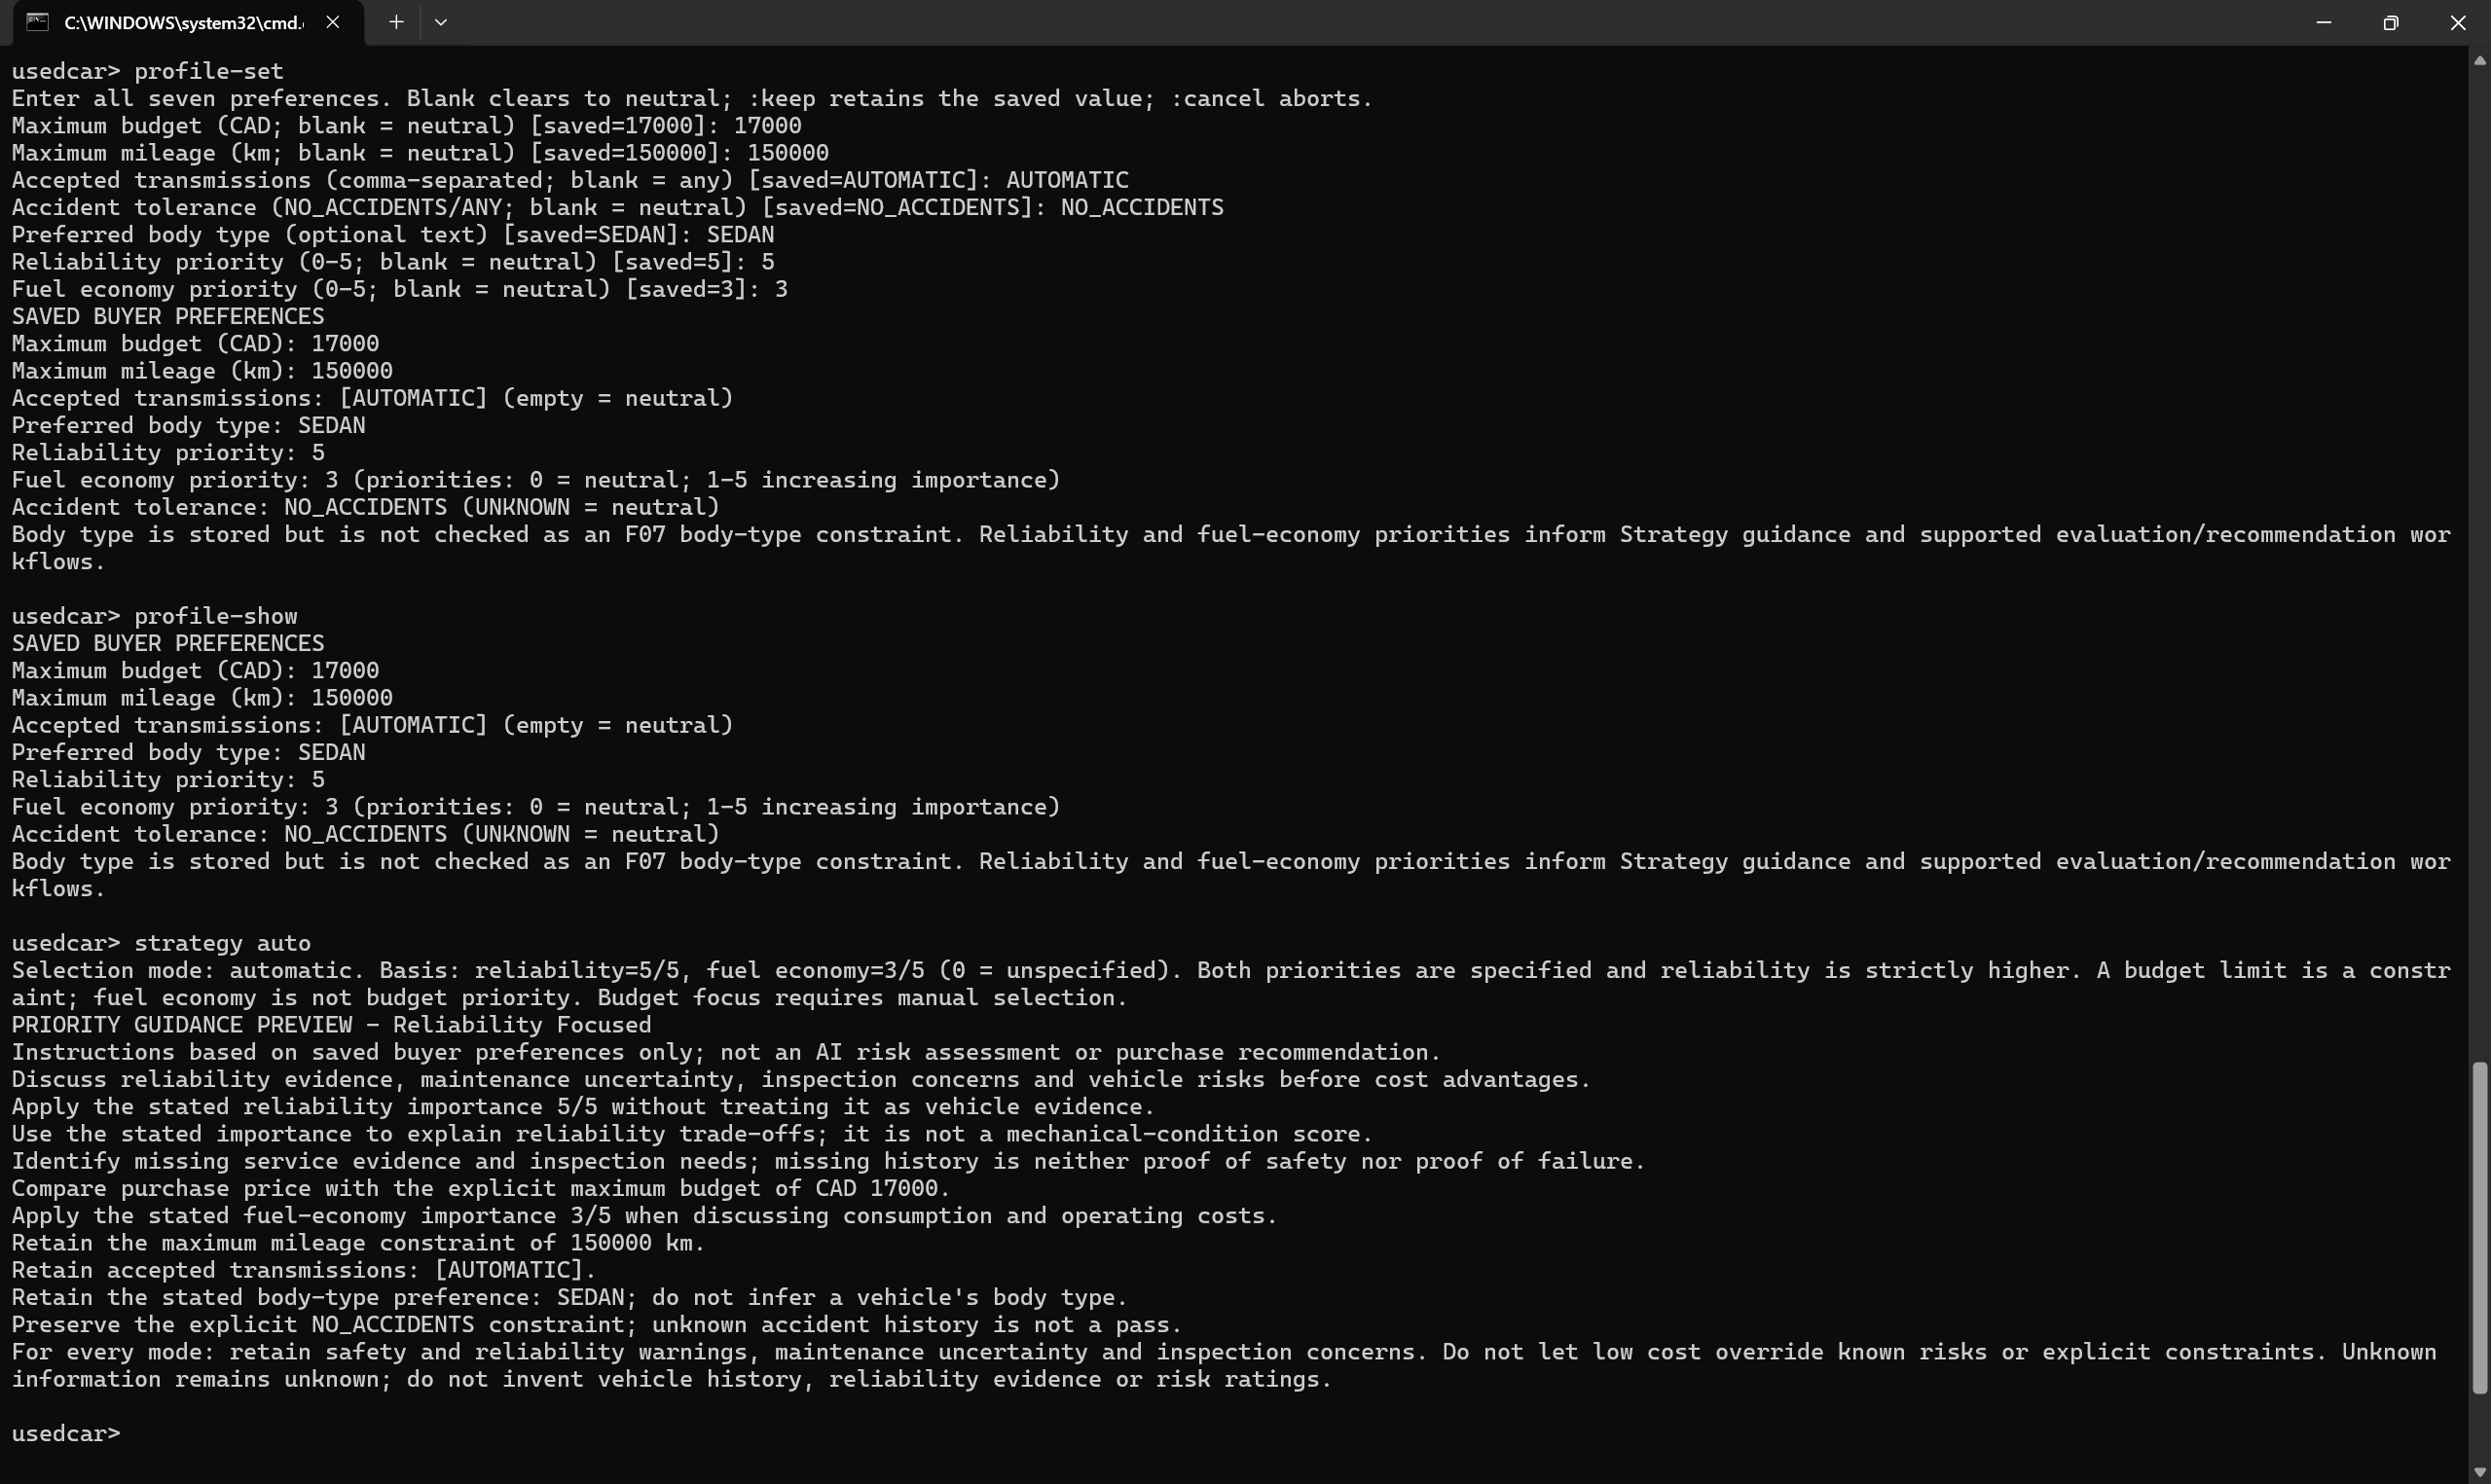 C:\WINDOWS\system32\cmd.
usedcar> profile-set
Enter all seven preferences. Blank clears to neutral; :keep retains the saved value; :cancel aborts.
Maximum budget (CAD; blank = neutral) [saved=17000]: 17000
Maximum mileage (km; blank = neutral) [saved=150000]: 150000
Accepted transmissions (comma-separated; blank = any) [saved=AUTOMATIC]: AUTOMATIC
Accident tolerance (NO_ACCIDENTS/ANY; blank = neutral) [saved=NO_ACCIDENTS]: NO_ACCIDENTS
Preferred body type (optional text) [saved=SEDAN]: SEDAN
Reliability priority (0-5; blank = neutral) [saved=5]: 5
Fuel economy priority (0-5; blank = neutral) [saved=3]: 3
SAVED BUYER PREFERENCES
Maximum budget (CAD): 17000
Maximum mileage (km): 150000
Accepted transmissions: [AUTOMATIC] (empty = neutral)
Preferred body type: SEDAN
Reliability priority: 5
Fuel economy priority: 3 (priorities: 0 = neutral; 1-5 increasing importance)
Accident tolerance: NO_ACCIDENTS (UNKNOWN = neutral)
Body type is stored but is not checked as an F07 body-type constraint. Reliability and fuel-economy priorities inform Strategy guidance and supported evaluation/recommendation wor
kflows.
usedcar> profile-show
SAVED BUYER PREFERENCES
Maximum budget (CAD): 17000
Maximum mileage (km): 150000
Accepted transmissions: [AUTOMATIC] (empty = neutral)
Preferred body type: SEDAN
Reliability priority: 5
Fuel economy priority: 3 (priorities: 0 = neutral; 1-5 increasing importance)
Accident tolerance: NO_ACCIDENTS (UNKNOWN = neutral)
Body type is stored but is not checked as an F07 body-type constraint. Reliability and fuel-economy priorities inform Strategy guidance and supported evaluation/recommendation wor
kflows.
usedcar> strategy auto
Selection mode: automatic. Basis: reliability=5/5, fuel economy=3/5 (0 = unspecified). Both priorities are specified and reliability is strictly higher. A budget limit is a constr
aint; fuel economy is not budget priority. Budget focus requires manual selection.
PRIORITY GUIDANCE PREVIEW - Reliability Focused
Instructions based on saved buyer preferences only; not an AI risk assessment or purchase recommendation.
Discuss reliability evidence, maintenance uncertainty, inspection concerns and vehicle risks before cost advantages.
Apply the stated reliability importance 5/5 without treating it as vehicle evidence.
Use the stated importance to explain reliability trade-offs; it is not a mechanical-condition score.
Identify missing service evidence and inspection needs; missing history is neither proof of safety nor proof of failure.
Compare purchase price with the explicit maximum budget of CAD 17000.
Apply the stated fuel-economy importance 3/5 when discussing consumption and operating costs.
Retain the maximum mileage constraint of 150000 km.
Retain accepted transmissions: [AUTOMATIC].
Retain the stated body-type preference: SEDAN; do not infer a vehicle's body type.
Preserve the explicit NO_ACCIDENTS constraint; unknown accident history is not a pass.
For every mode: retain safety and reliability warnings, maintenance uncertainty and inspection concerns. Do not let low cost override known risks or explicit constraints. Unknown
information remains unknown; do not invent vehicle history, reliability evidence or risk ratings.
usedcar>